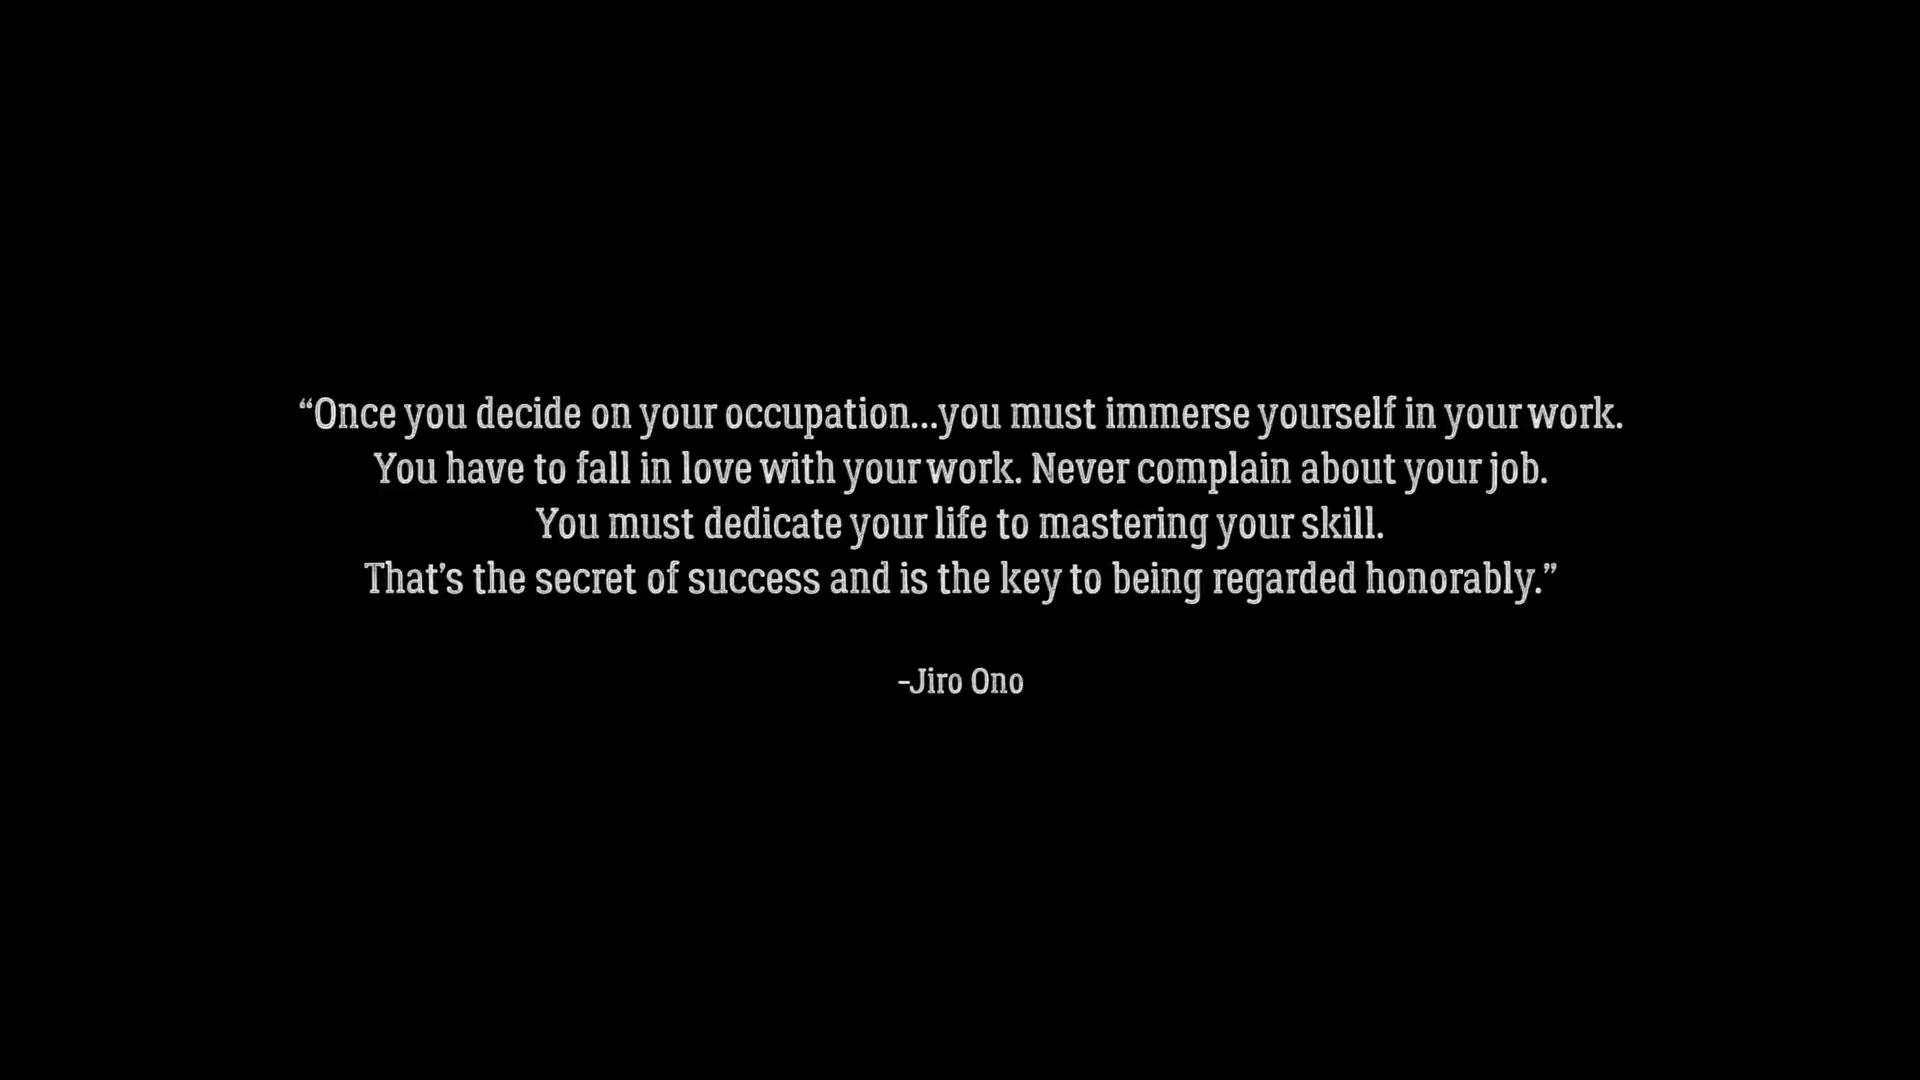 “Once you decide on your occupation...you must immerse yourself in your work.
You have to fall in love with your work. Never complain about your job.
You must dedicate your life to mastering your skill.
That’s the secret of success and is the key to being regarded honorably.”
-Jiro Ono